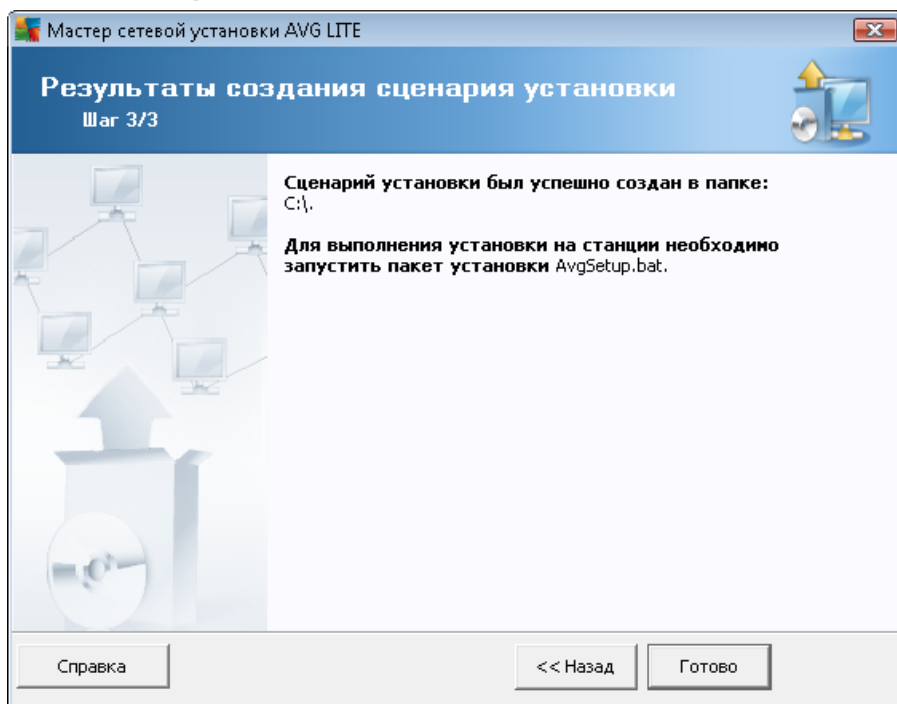 Мастер сетевой установки AVG LITE
Результаты создания сценария установки
Шаг 3/3
Сценарий установки был успешно создан в папке:
C:\.
Для выполнения установки на станции необходимо
запустить пакет установки AvgSetup.bat.
Справка
<< Назад
Готово